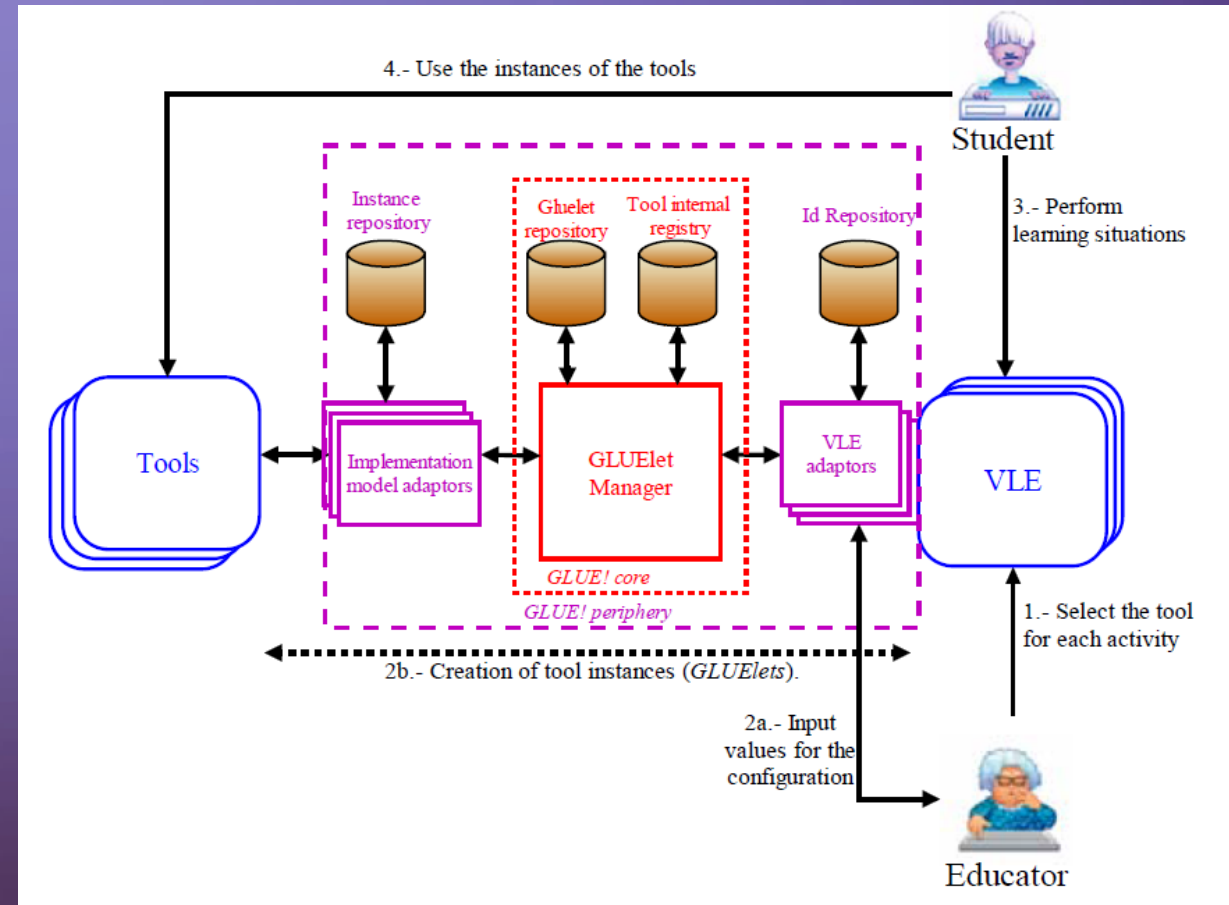 4.- Use the instances of the tools
Student
Instance
repository
Gluelet
repository
Tool internal
registry
Id Repository
3.- Perform
learning situations
Tools
Implementation
model adaptors
GLUElet
Manager
VLE
adaptors
VLE
GLUE! core
GLUE! periphery
1.- Select the tool
for each activity
2b.- Creation of tool instances (GLUElets).
2a.- Input
values for the
configuration
Educator